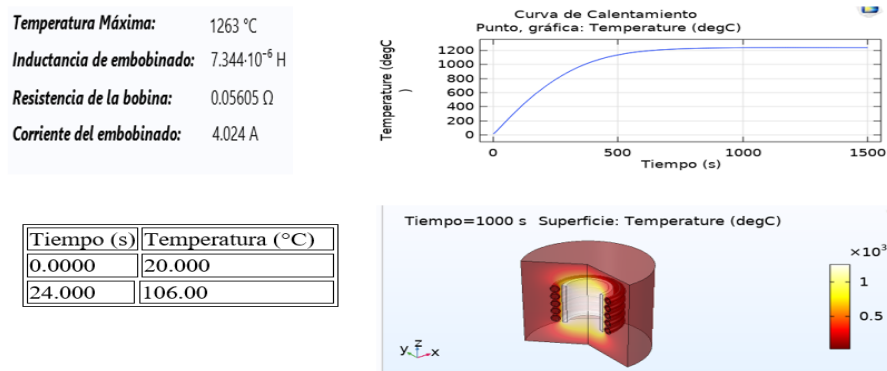 Temperatura Máxima: 1263 °C
Inductancia de embobinado: 7.344·10⁻⁶ H
Resistencia de la bobina: 0.05605 Ω
Corriente del embobinado: 4.024 A
Curva de Calentamiento
Punto, gráfica: Temperature (degC)
Temperature (degC
)
1200
1000
800
600
400
200
0
0 500 1000 1500
Tiempo (s)
Tiempo (s) Temperatura (°C)
0.0000 20.000
24.000 106.00
Tiempo=1000 s Superficie: Temperature (degC)
×10³
1
0.5
y z x